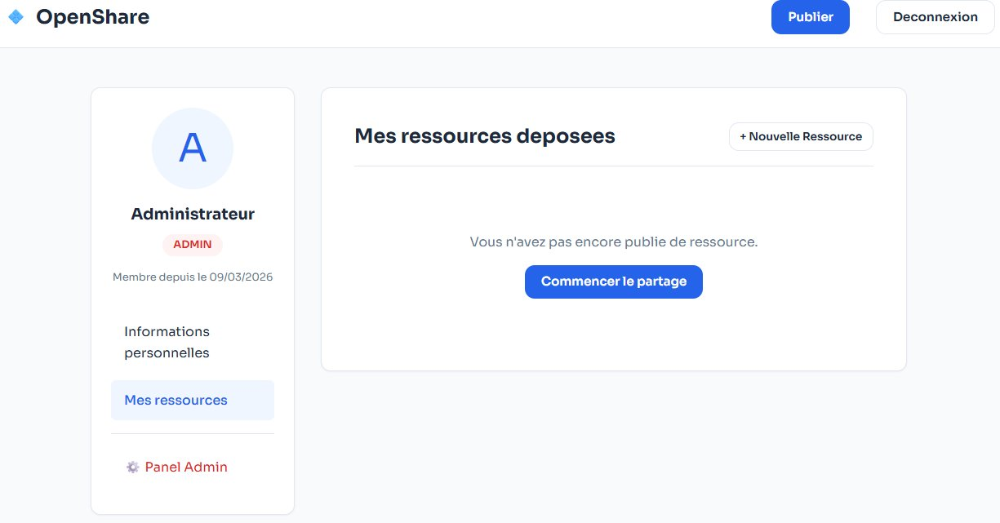 OpenShare
Publier
Deconnexion
A
Administrateur
ADMIN
Membre depuis le 09/03/2026
Informations
personnelles
Mes ressources
Panel Admin
Mes ressources deposees
+ Nouvelle Ressource
Vous n'avez pas encore publie de ressource.
Commencer le partage